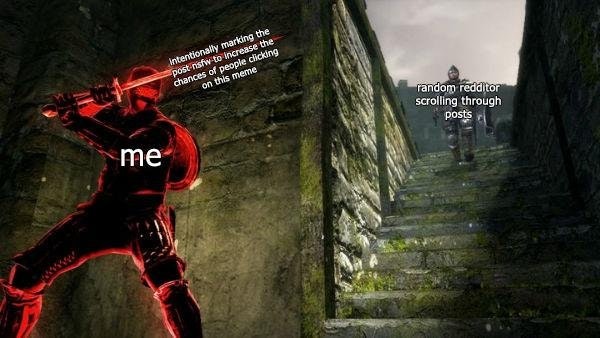 Intentionally marking the
post nsfw to increase the
chances of people clicking
on this meme
me
random redditor
scrolling through
posts